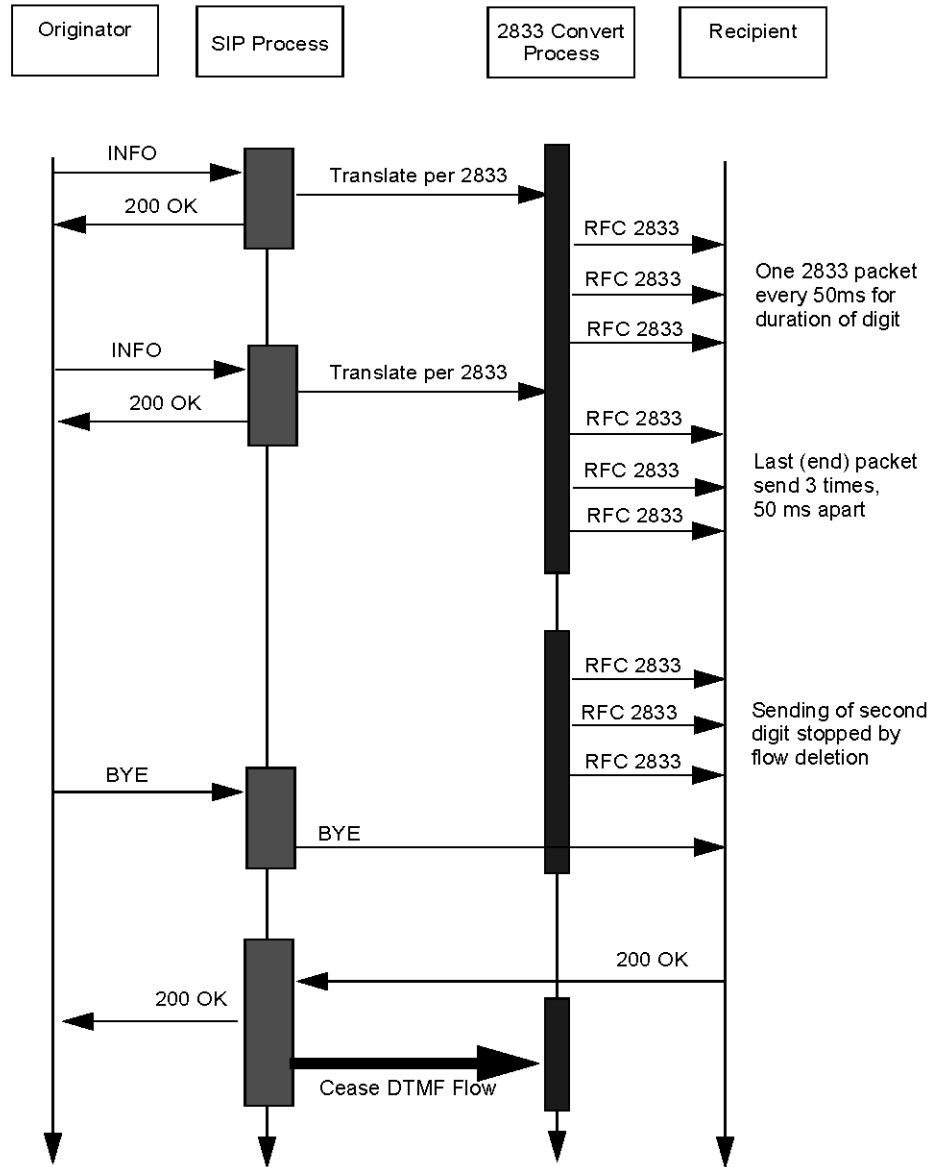 Originator
SIP Process
2833 Convert
Process
Recipient
INFO
Translate per 2833
200 OK
RFC 2833
RFC 2833
RFC 2833
One 2833 packet
every 50ms for
duration of digit
INFO
Translate per 2833
200 OK
RFC 2833
RFC 2833
RFC 2833
Last (end) packet
send 3 times,
50 ms apart
RFC 2833
RFC 2833
RFC 2833
Sending of second
digit stopped by
flow deletion
BYE
BYE
200 OK
200 OK
Cease DTMF Flow